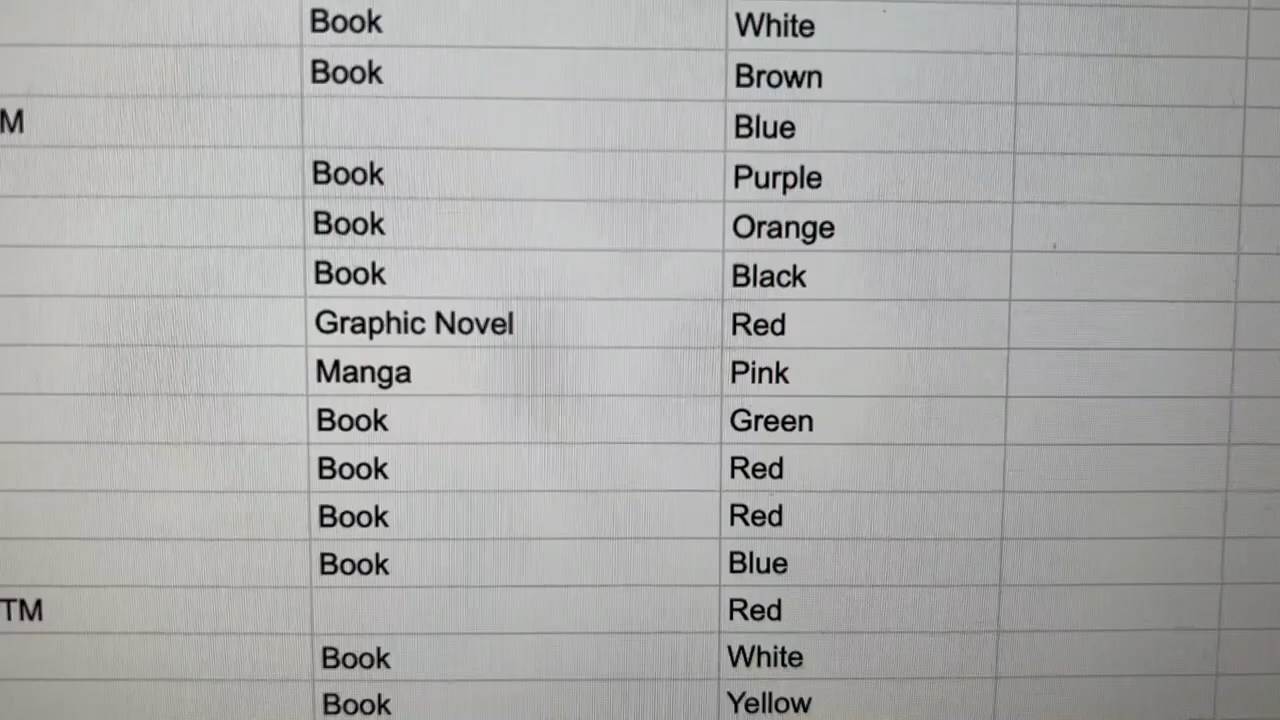 Book White
Book Brown
M Blue
Book Purple
Book Orange
Book Black
Graphic Novel Red
Manga Pink
Book Green
Book Red
Book Red
Book Blue
TM Red
Book White
Book Yellow